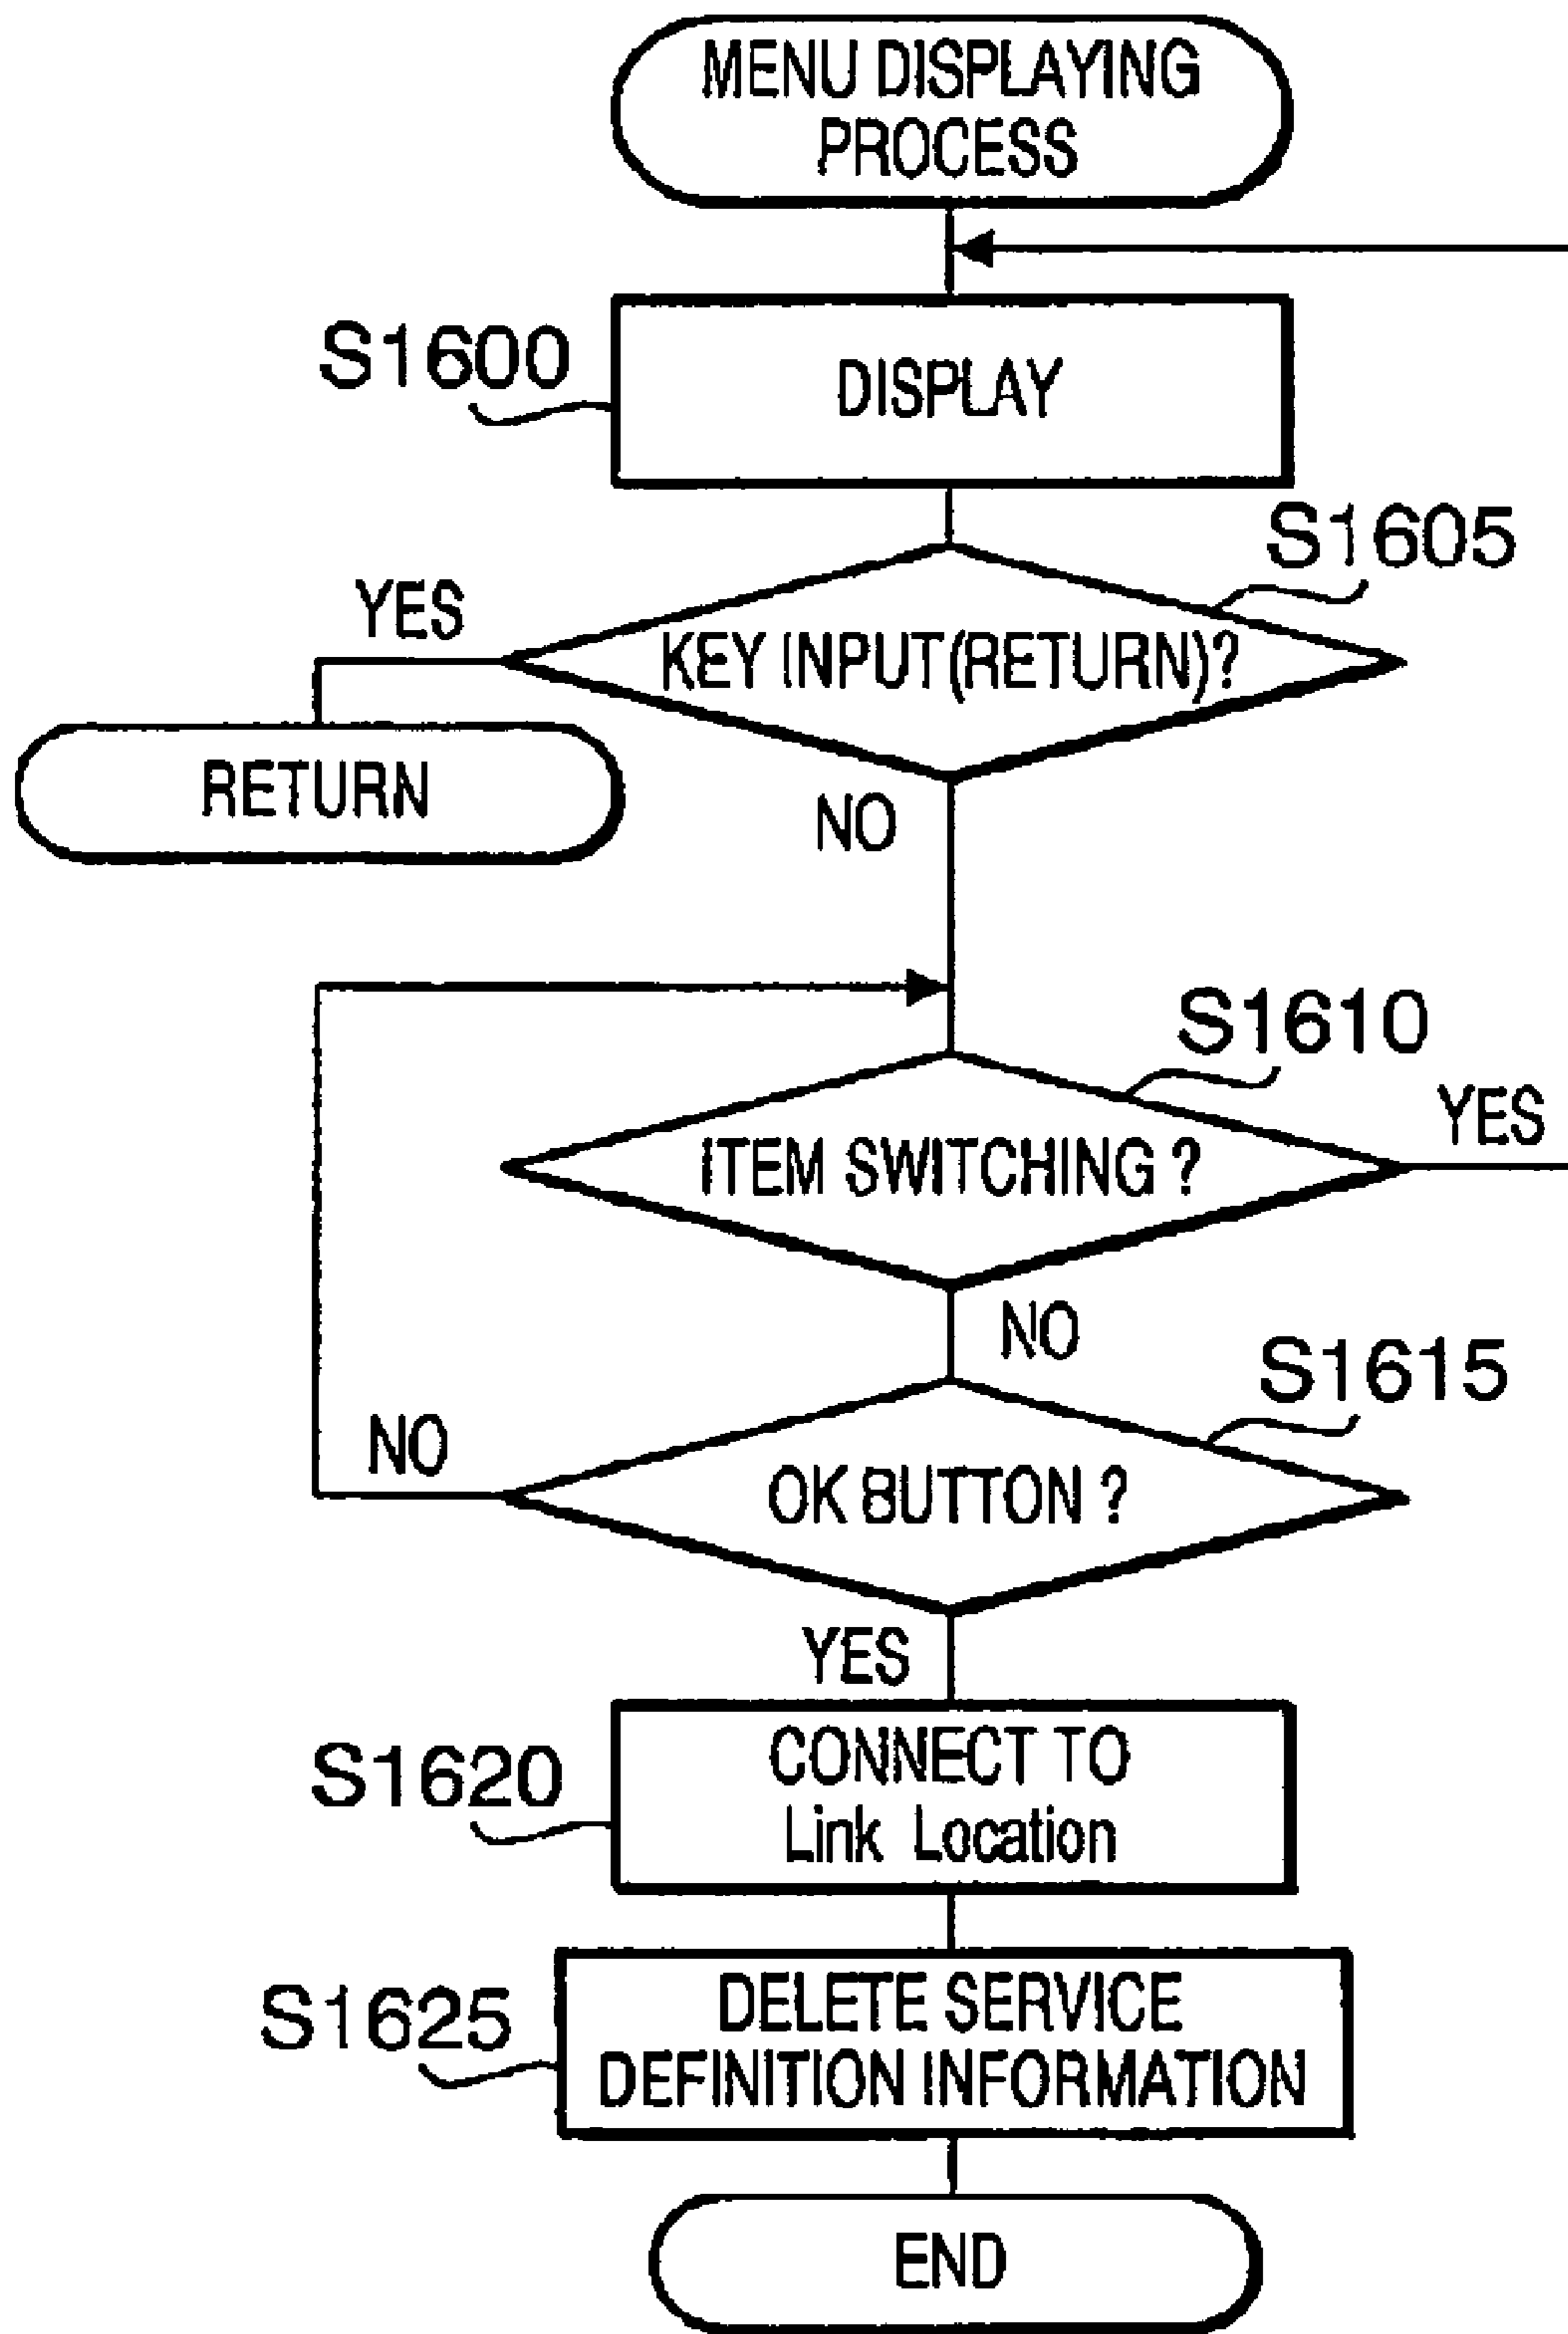 MENU DISPLAYING
PROCESS
S1600
DISPLAY
S1605
YES
KEY INPUT(RETURN)?
RETURN
NO
S1610
YES
ITEM SWITCHING ?
NO
S1615
NO
OK BUTTON ?
YES
S1620
CONNECT TO
Link Location
S1625
DELETE SERVICE
DEFINITION INFORMATION
END